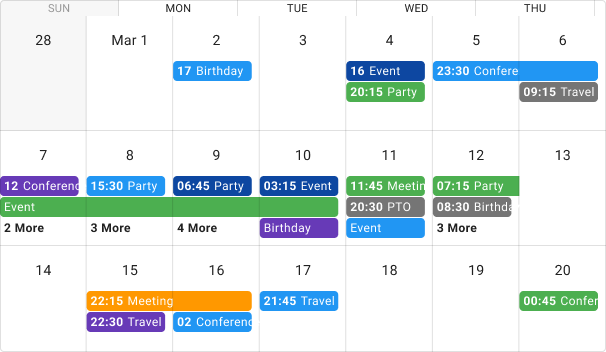 SUN MON TUE WED THU
28 Mar 1 2 3 4 5 6
17 Birthday 16 Event 23:30 Confere
20:15 Party 09:15 Travel
7 8 9 10 11 12 13
12 Conferenc 15:30 Party 06:45 Party 03:15 Event 11:45 Meetin 07:15 Party
Event 20:30 PTO 08:30 Birthda
2 More 3 More 4 More Birthday Event 3 More
14 15 16 17 18 19 20
22:15 Meeting 21:45 Travel 00:45 Confer
22:30 Travel 02 Conferenc